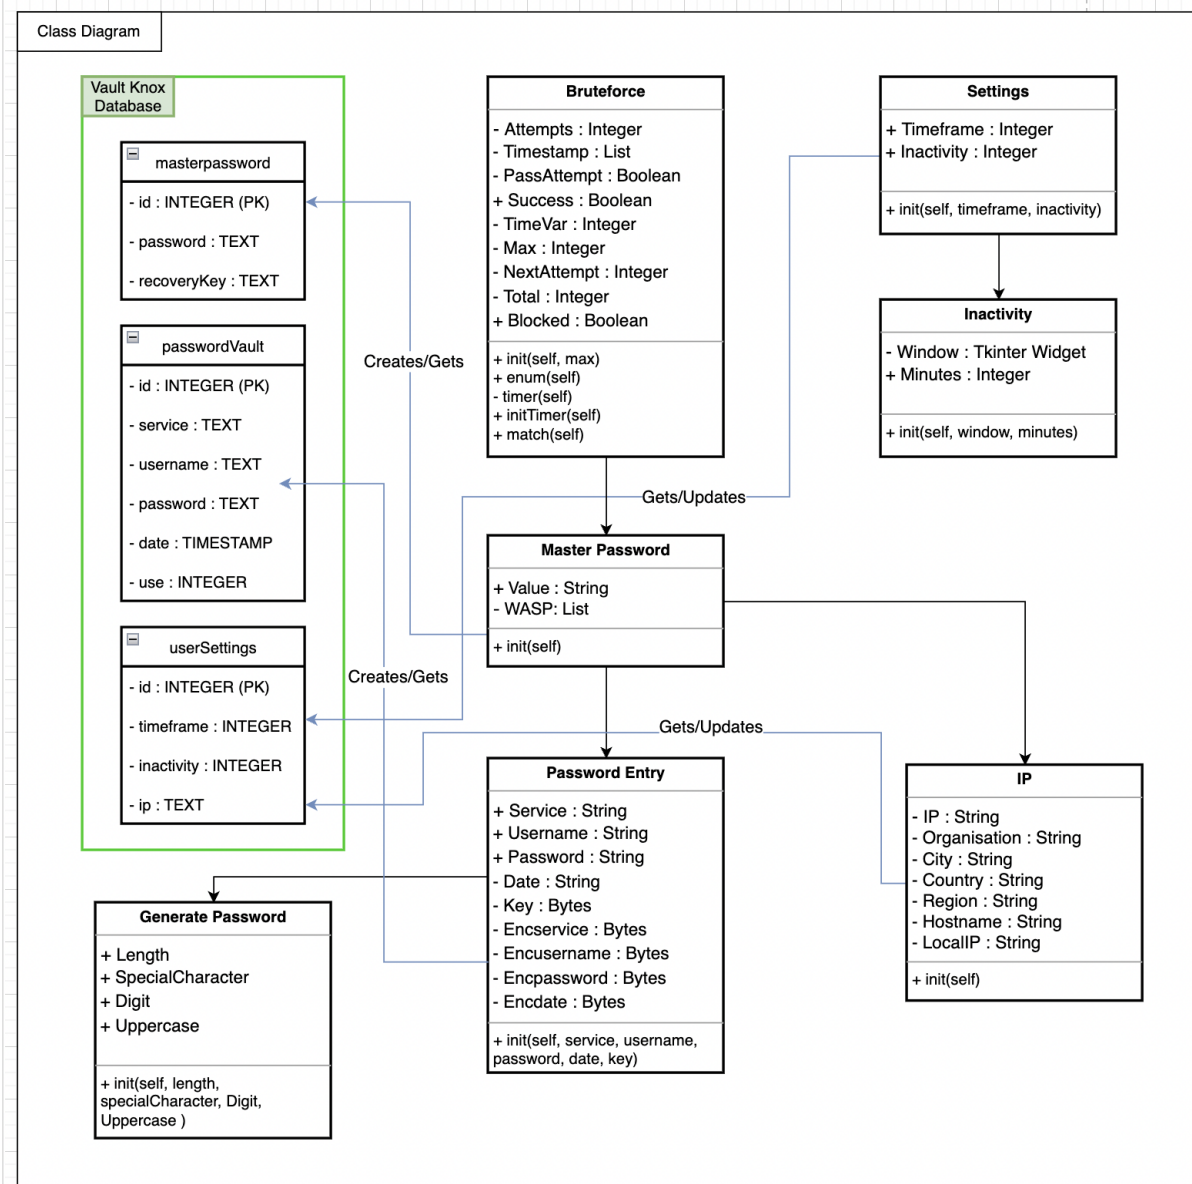 Class Diagram
Vault Knox
Database
masterpassword
- id : INTEGER (PK)
- password : TEXT
- recoveryKey : TEXT
passwordVault
- id : INTEGER (PK)
- service : TEXT
- username : TEXT
- password : TEXT
- date : TIMESTAMP
- use : INTEGER
userSettings
- id : INTEGER (PK)
- timeframe : INTEGER
- inactivity : INTEGER
- ip : TEXT
Creates/Gets
Creates/Gets
Bruteforce
- Attempts : Integer
- Timestamp : List
- PassAttempt : Boolean
+ Success : Boolean
- TimeVar : Integer
- Max : Integer
- NextAttempt : Integer
- Total : Integer
+ Blocked : Boolean
+ init(self, max)
+ enum(self)
- timer(self)
+ initTimer(self)
+ match(self)
Settings
+ Timeframe : Integer
+ Inactivity : Integer
+ init(self, timeframe, inactivity)
Inactivity
- Window : Tkinter Widget
+ Minutes : Integer
+ init(self, window, minutes)
Gets/Updates
Master Password
+ Value : String
- WASP: List
+ init(self)
Gets/Updates
Password Entry
+ Service : String
+ Username : String
+ Password : String
- Date : String
- Key : Bytes
- Encservice : Bytes
- Encusername : Bytes
- Encpassword : Bytes
- Encdate : Bytes
+ init(self, service, username,
password, date, key)
IP
- IP : String
- Organisation : String
- City : String
- Country : String
- Region : String
- Hostname : String
- LocalIP : String
+ init(self)
Generate Password
+ Length
+ SpecialCharacter
+ Digit
+ Uppercase
+ init(self, length,
specialCharacter, Digit,
Uppercase )